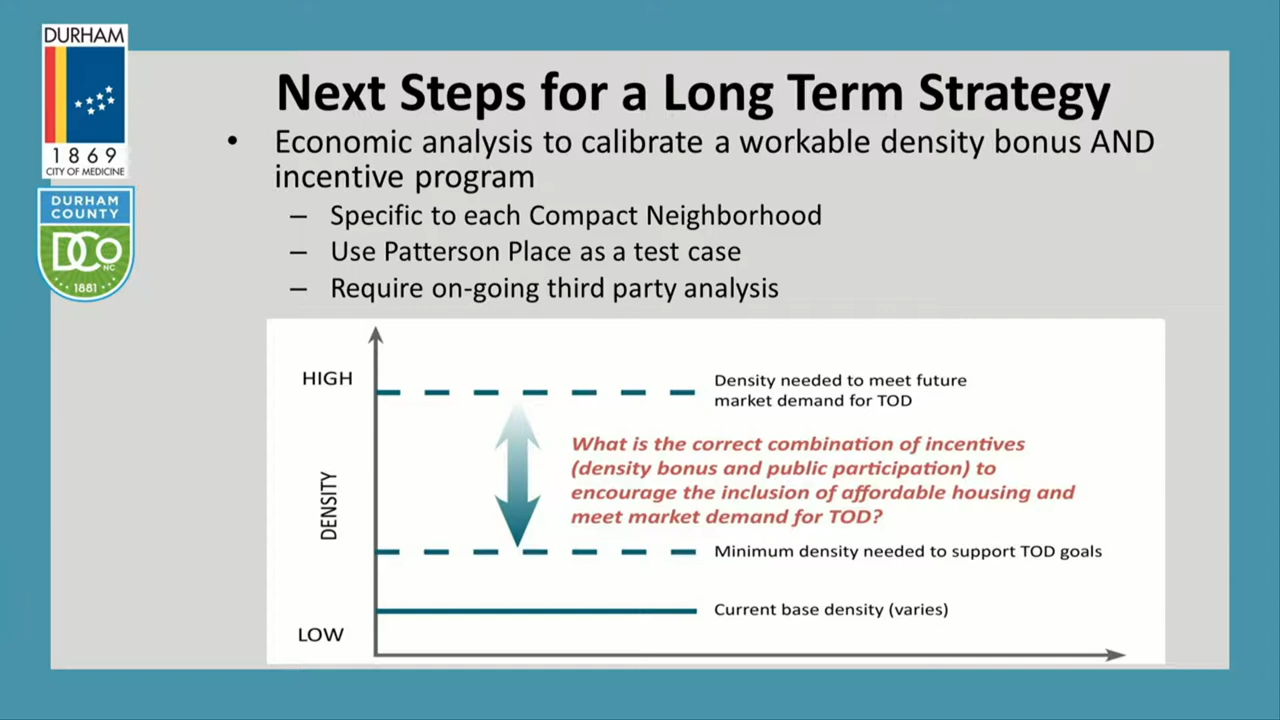 DURHAM
1 8 6 9
CITY OF MEDICINE
DURHAM
COUNTY
DCO
NC
1881
Next Steps for a Long Term Strategy
• Economic analysis to calibrate a workable density bonus AND
incentive program
– Specific to each Compact Neighborhood
– Use Patterson Place as a test case
– Require on-going third party analysis
HIGH
Density needed to meet future
market demand for TOD
What is the correct combination of incentives
(density bonus and public participation) to
encourage the inclusion of affordable housing and
meet market demand for TOD?
DENSITY
Minimum density needed to support TOD goals
Current base density (varies)
LOW